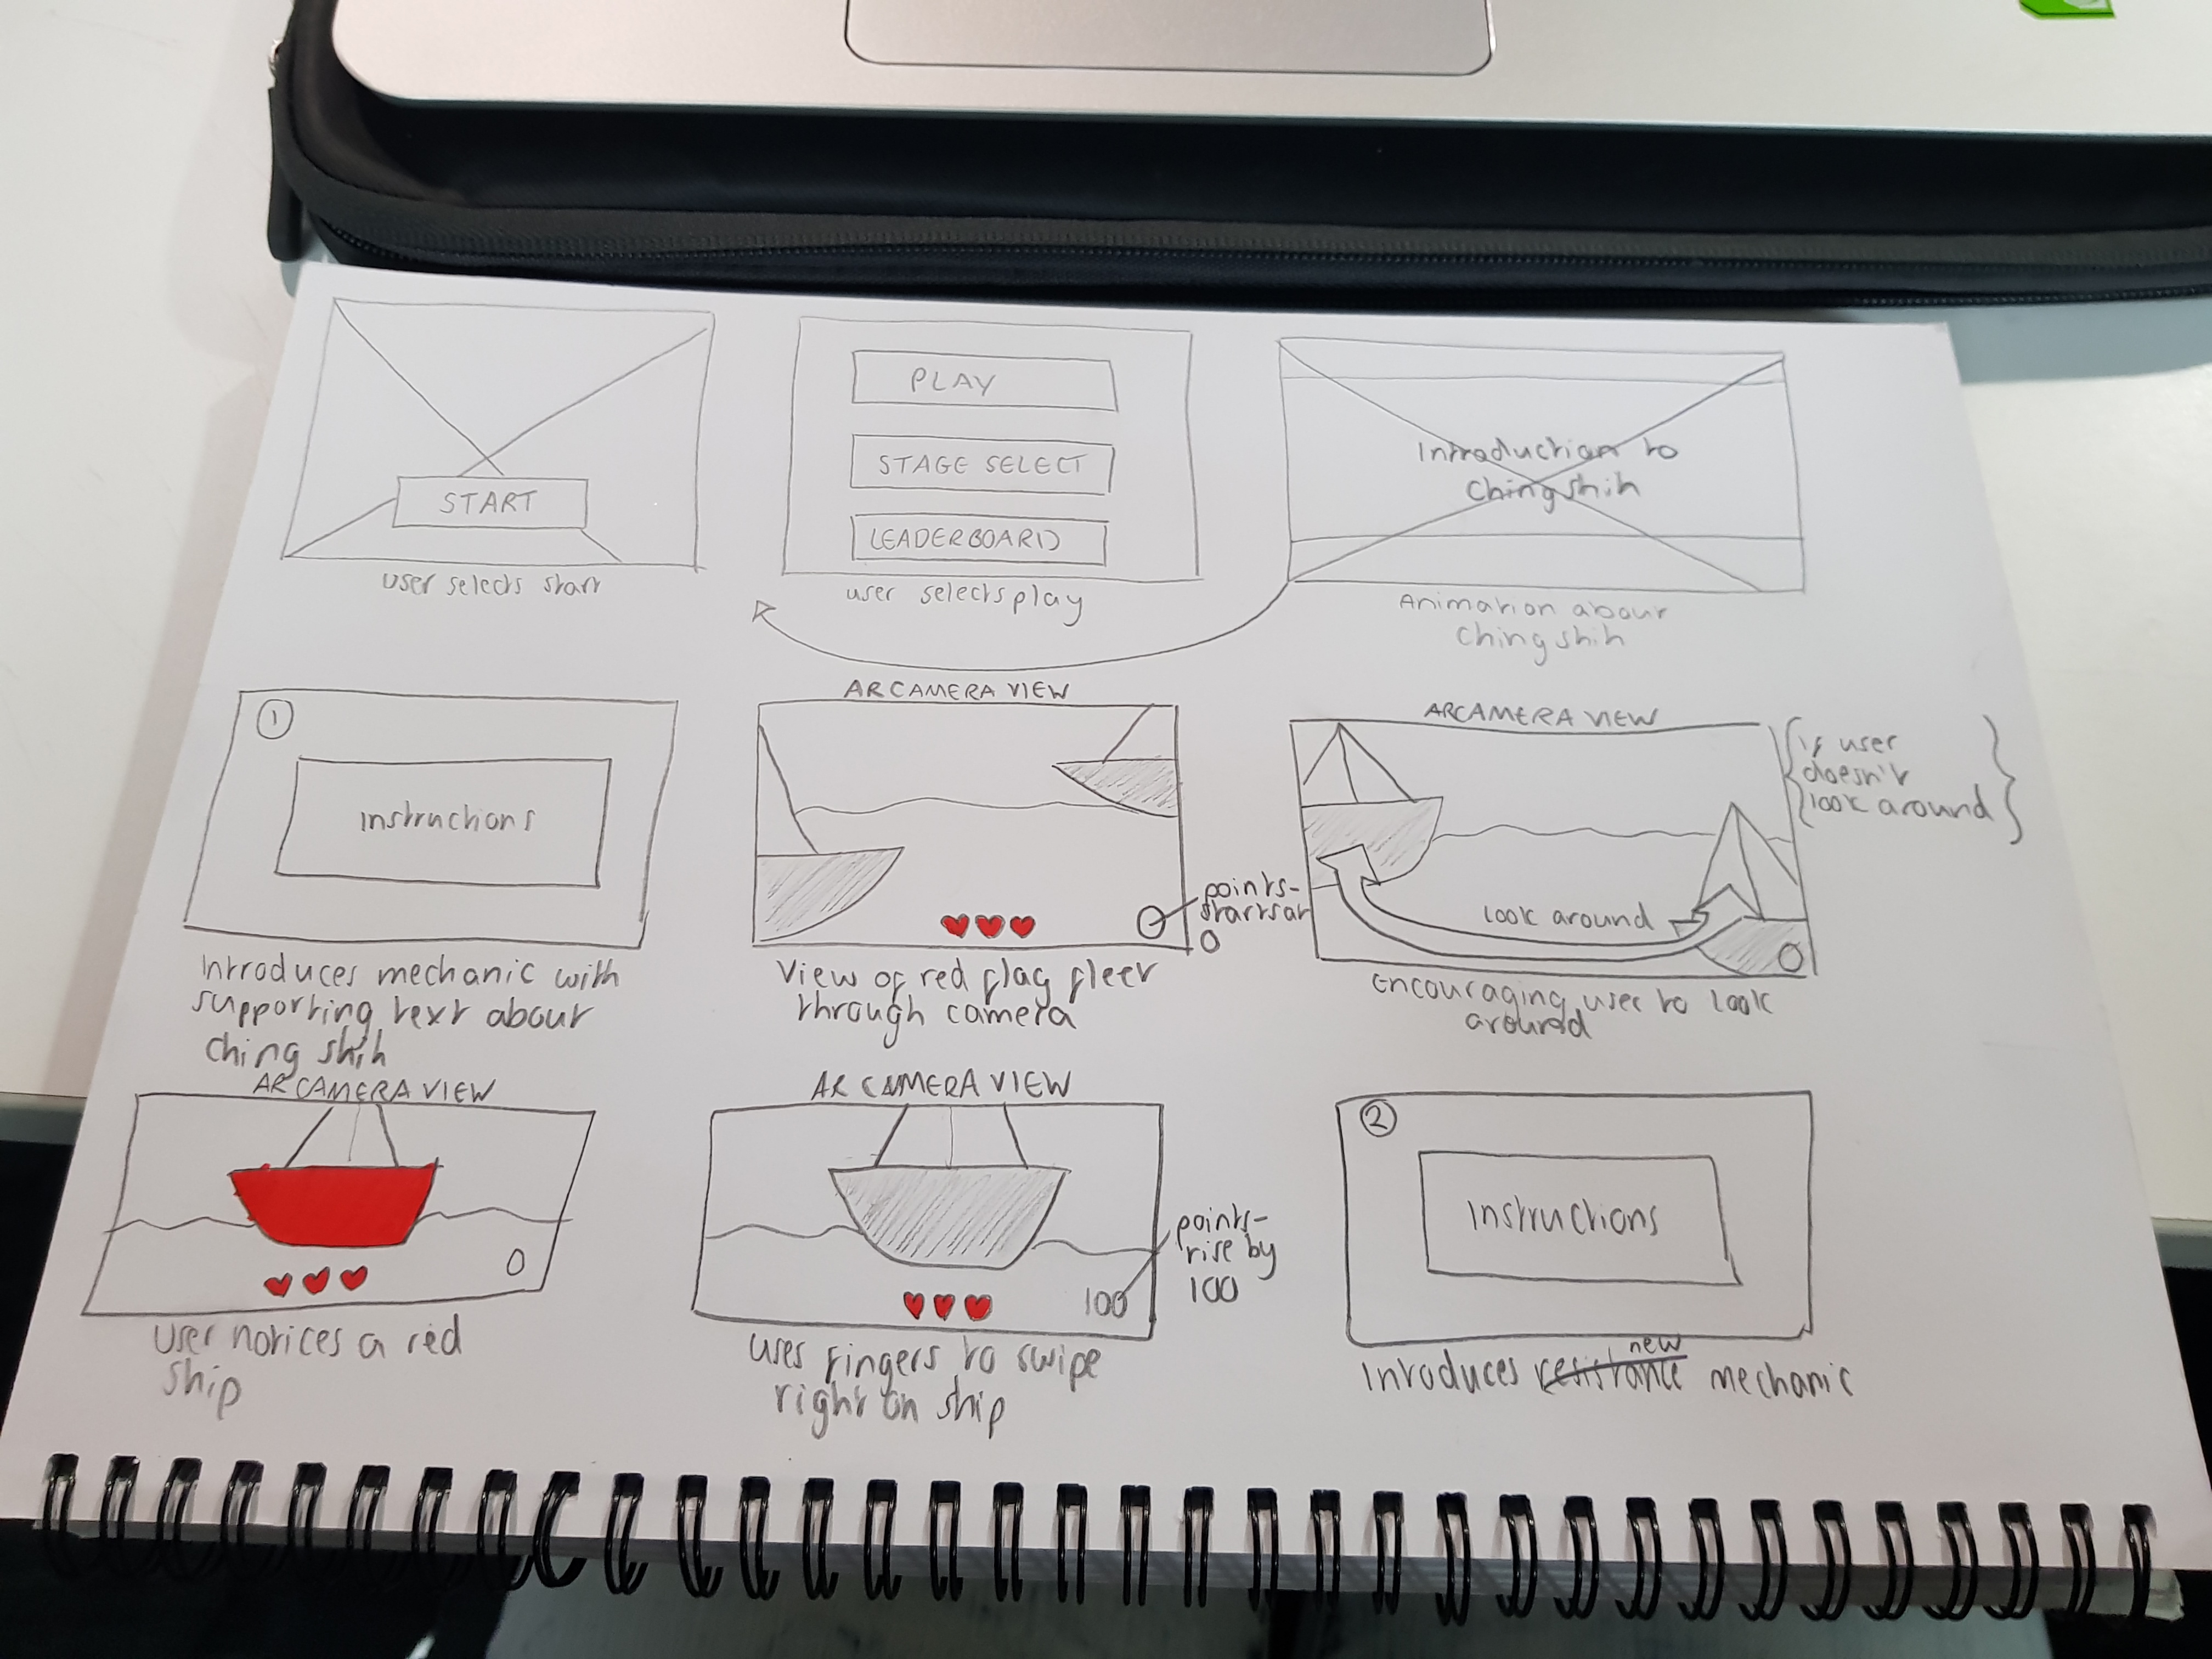 START
user selects start
PLAY
STAGE SELECT
LEADERBOARD
user selects play
Introduction to
Ching shih
Animation about
Ching shih
1
Instructions
Introduces mechanic with
supporting text about
Ching shih
AR CAMERA VIEW
points-
starts at
0
View of red flag fleet
through camera
AR CAMERA VIEW
if user
doesn't
look around
look around
0
Encouraging user to look
around
AR CAMERA VIEW
0
User notices a red
ship
AR CAMERA VIEW
100
points-
rise by
100
uses fingers to swipe
right on ship
2
Instructions
new
Introduces resistance mechanic